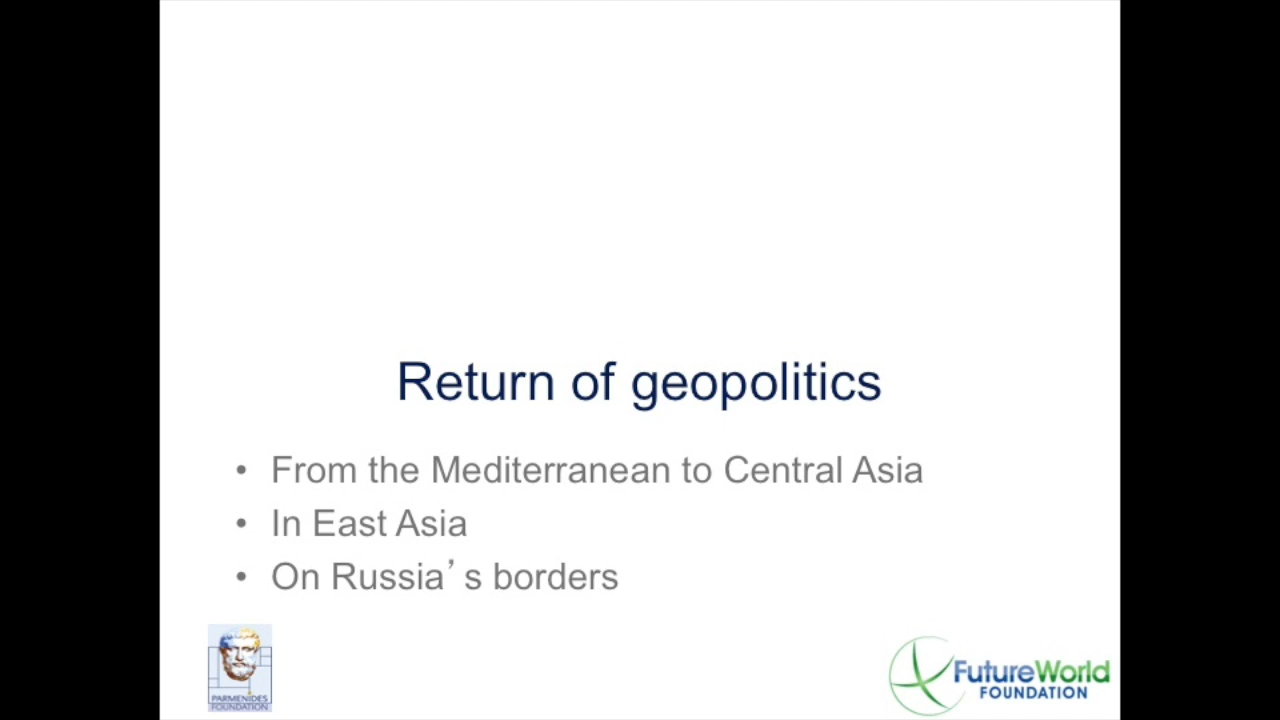 Return of geopolitics
• From the Mediterranean to Central Asia
• In East Asia
• On Russia’s borders
PARMENIDES
FOUNDATION
FutureWorld
FOUNDATION